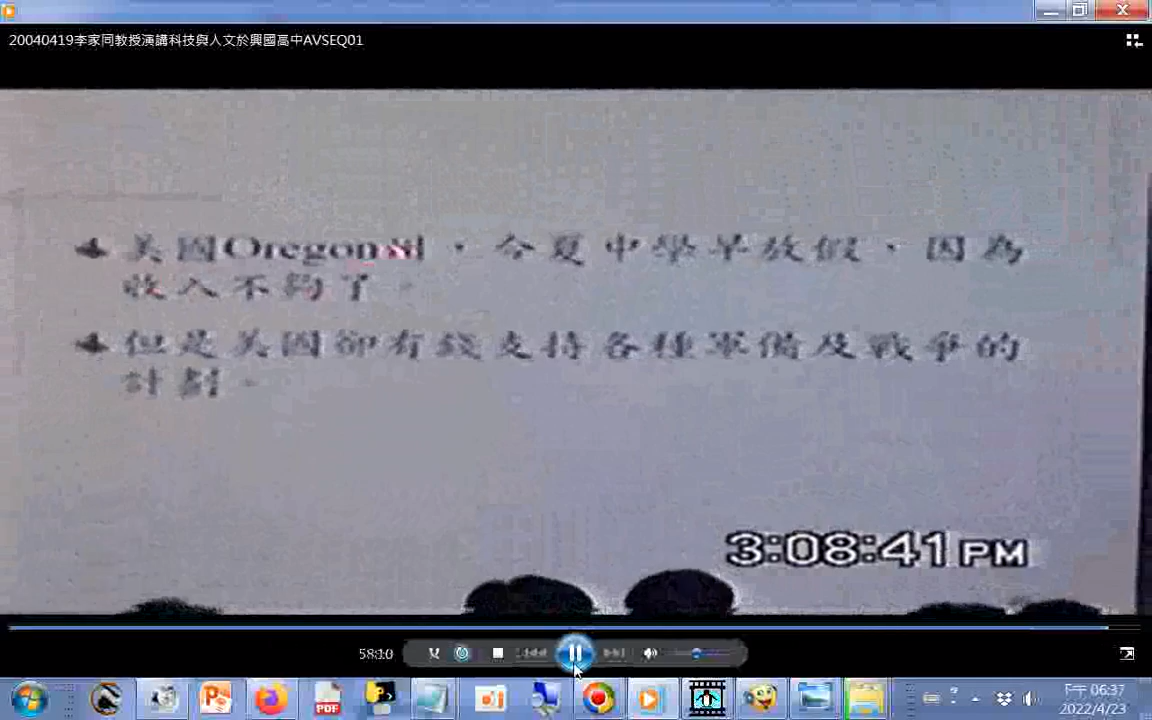 20040419李家同教授演講科技與人文於興國高中AVSEQ01
美國Oregon州，今夏中學早放假，因為
收入不夠了。
但是美國卻有錢支持各種軍備及戰爭的
計劃。
3:08:41 PM
58:10
PDF
下午 06:37
2022/4/23